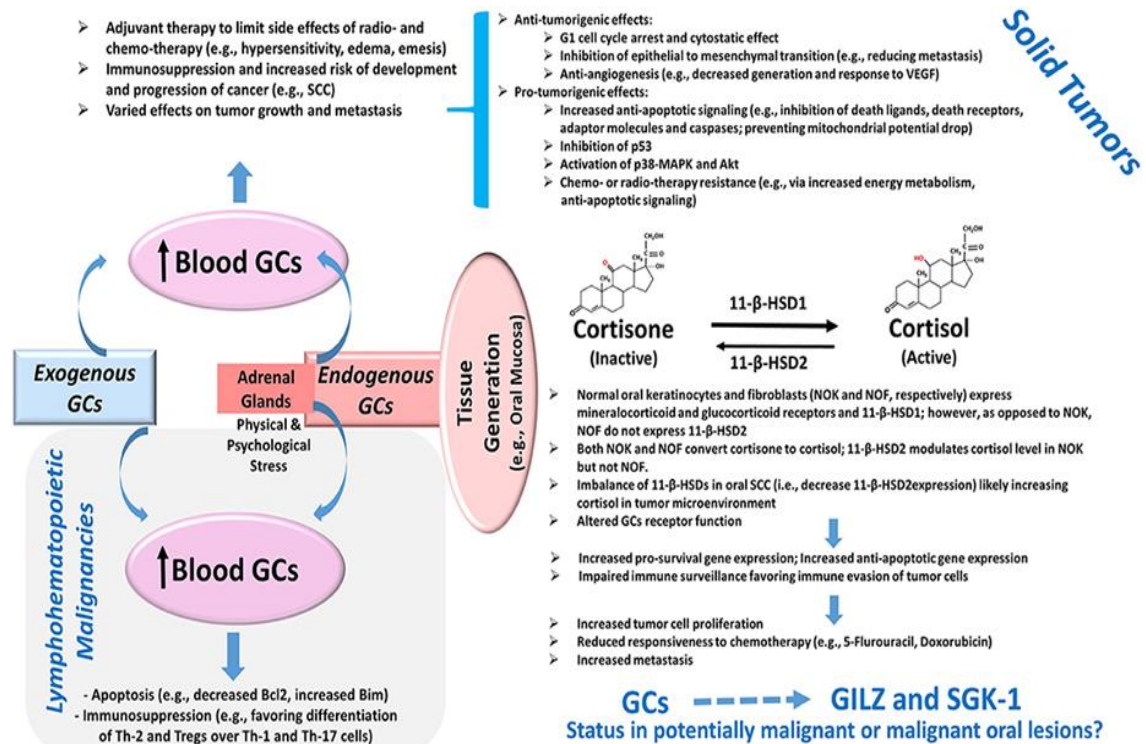 ➢ Adjuvant therapy to limit side effects of radio- and
chemo-therapy (e.g., hypersensitivity, edema, emesis)
➢ Immunosuppression and increased risk of development
and progression of cancer (e.g., SCC)
➢ Varied effects on tumor growth and metastasis
➢ Anti-tumorigenic effects:
➢ G1 cell cycle arrest and cytostatic effect
➢ Inhibition of epithelial to mesenchymal transition (e.g., reducing metastasis)
➢ Anti-angiogenesis (e.g., decreased generation and response to VEGF)
➢ Pro-tumorigenic effects:
➢ Increased anti-apoptotic signaling (e.g., inhibition of death ligands, death receptors,
adaptor molecules and caspases; preventing mitochondrial potential drop)
➢ Inhibition of p53
➢ Activation of p38-MAPK and Akt
➢ Chemo- or radio-therapy resistance (e.g., via increased energy metabolism,
anti-apoptotic signaling)
Solid Tumors
↑Blood GCs
Exogenous
GCs
Adrenal
Glands
Physical &
Psychological
Stress
Endogenous
GCs
Tissue
Generation
(e.g., Oral Mucosa)
Lymphohematopoietic
Malignancies
↑Blood GCs
- Apoptosis (e.g., decreased Bcl2, increased Bim)
- Immunosuppression (e.g., favoring differentiation
of Th-2 and Tregs over Th-1 and Th-17 cells)
CH₂OH
C=O
O
CH₃
OH
CH₃
O
Cortisone
(Inactive)
11-β-HSD1
11-β-HSD2
CH₂OH
C=O
HO
CH₃
OH
CH₃
O
Cortisol
(Active)
➢ Normal oral keratinocytes and fibroblasts (NOK and NOF, respectively) express
mineralocorticoid and glucocorticoid receptors and 11-β-HSD1; however, as opposed to NOK,
NOF do not express 11-β-HSD2
➢ Both NOK and NOF convert cortisone to cortisol; 11-β-HSD2 modulates cortisol level in NOK
but not NOF.
➢ Imbalance of 11-β-HSDs in oral SCC (i.e., decrease 11-β-HSD2expression) likely increasing
cortisol in tumor microenvironment
➢ Altered GCs receptor function
➢ Increased pro-survival gene expression; Increased anti-apoptotic gene expression
➢ Impaired immune surveillance favoring immune evasion of tumor cells
➢ Increased tumor cell proliferation
➢ Reduced responsiveness to chemotherapy (e.g., 5-Flurouracil, Doxorubicin)
➢ Increased metastasis
GCs GILZ and SGK-1
Status in potentially malignant or malignant oral lesions?